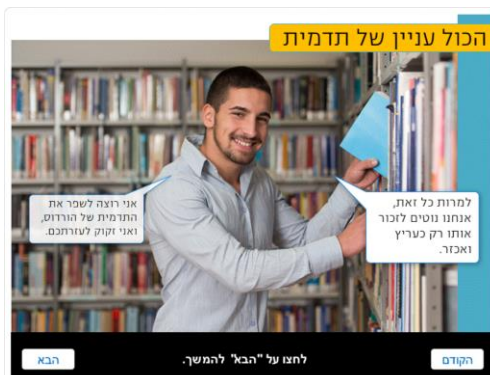 הכול עניין של תדמית
למרות כל זאת,
אנחנו נוטים לזכור
אותו רק כעריץ
ואכזר.
אני רוצה לשפר את
התדמית של הורדוס,
ואני זקוק לעזרתכם.
הקודם
לחצו על "הבא" להמשך.
הבא